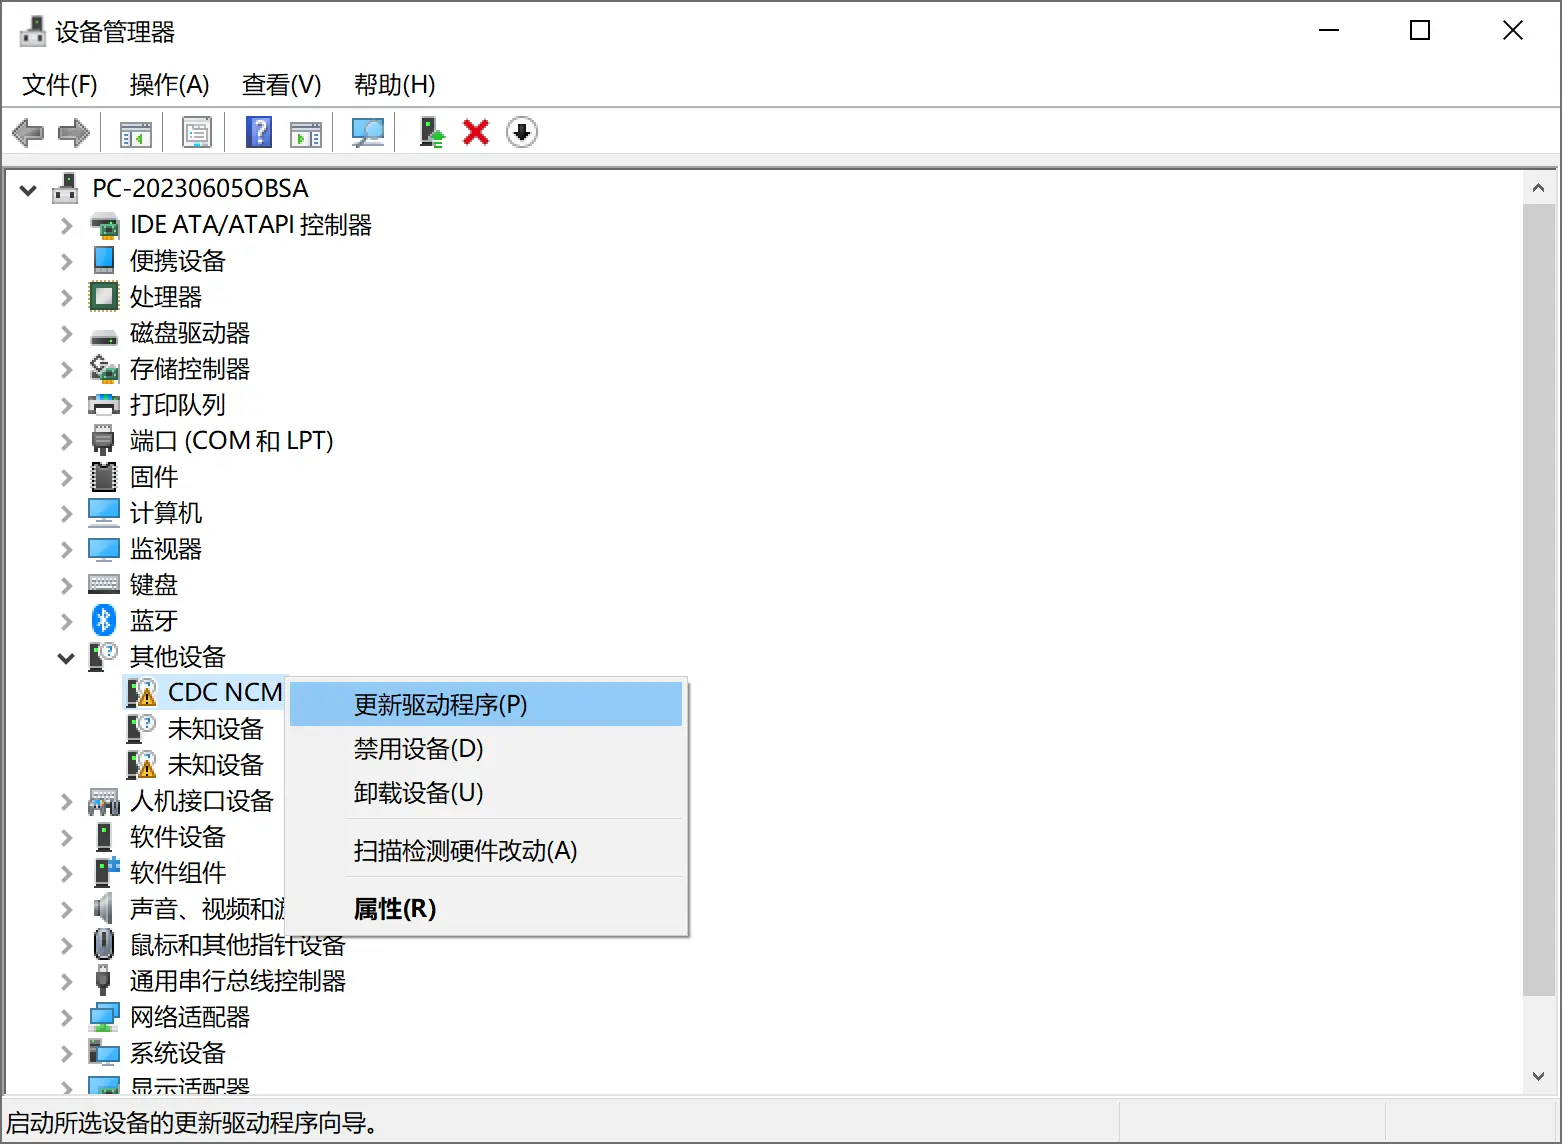 设备管理器
文件(F) 操作(A) 查看(V) 帮助(H)
PC-20230605OBSA
IDE ATA/ATAPI 控制器
便携设备
处理器
磁盘驱动器
存储控制器
打印队列
端口 (COM 和 LPT)
固件
计算机
监视器
键盘
蓝牙
其他设备
CDC NCM
未知设备
未知设备
人机接口设备
软件设备
软件组件
声音、视频和
鼠标和其他指针设备
通用串行总线控制器
网络适配器
系统设备
显示适配器
更新驱动程序(P)
禁用设备(D)
卸载设备(U)
扫描检测硬件改动(A)
属性(R)
启动所选设备的更新驱动程序向导。